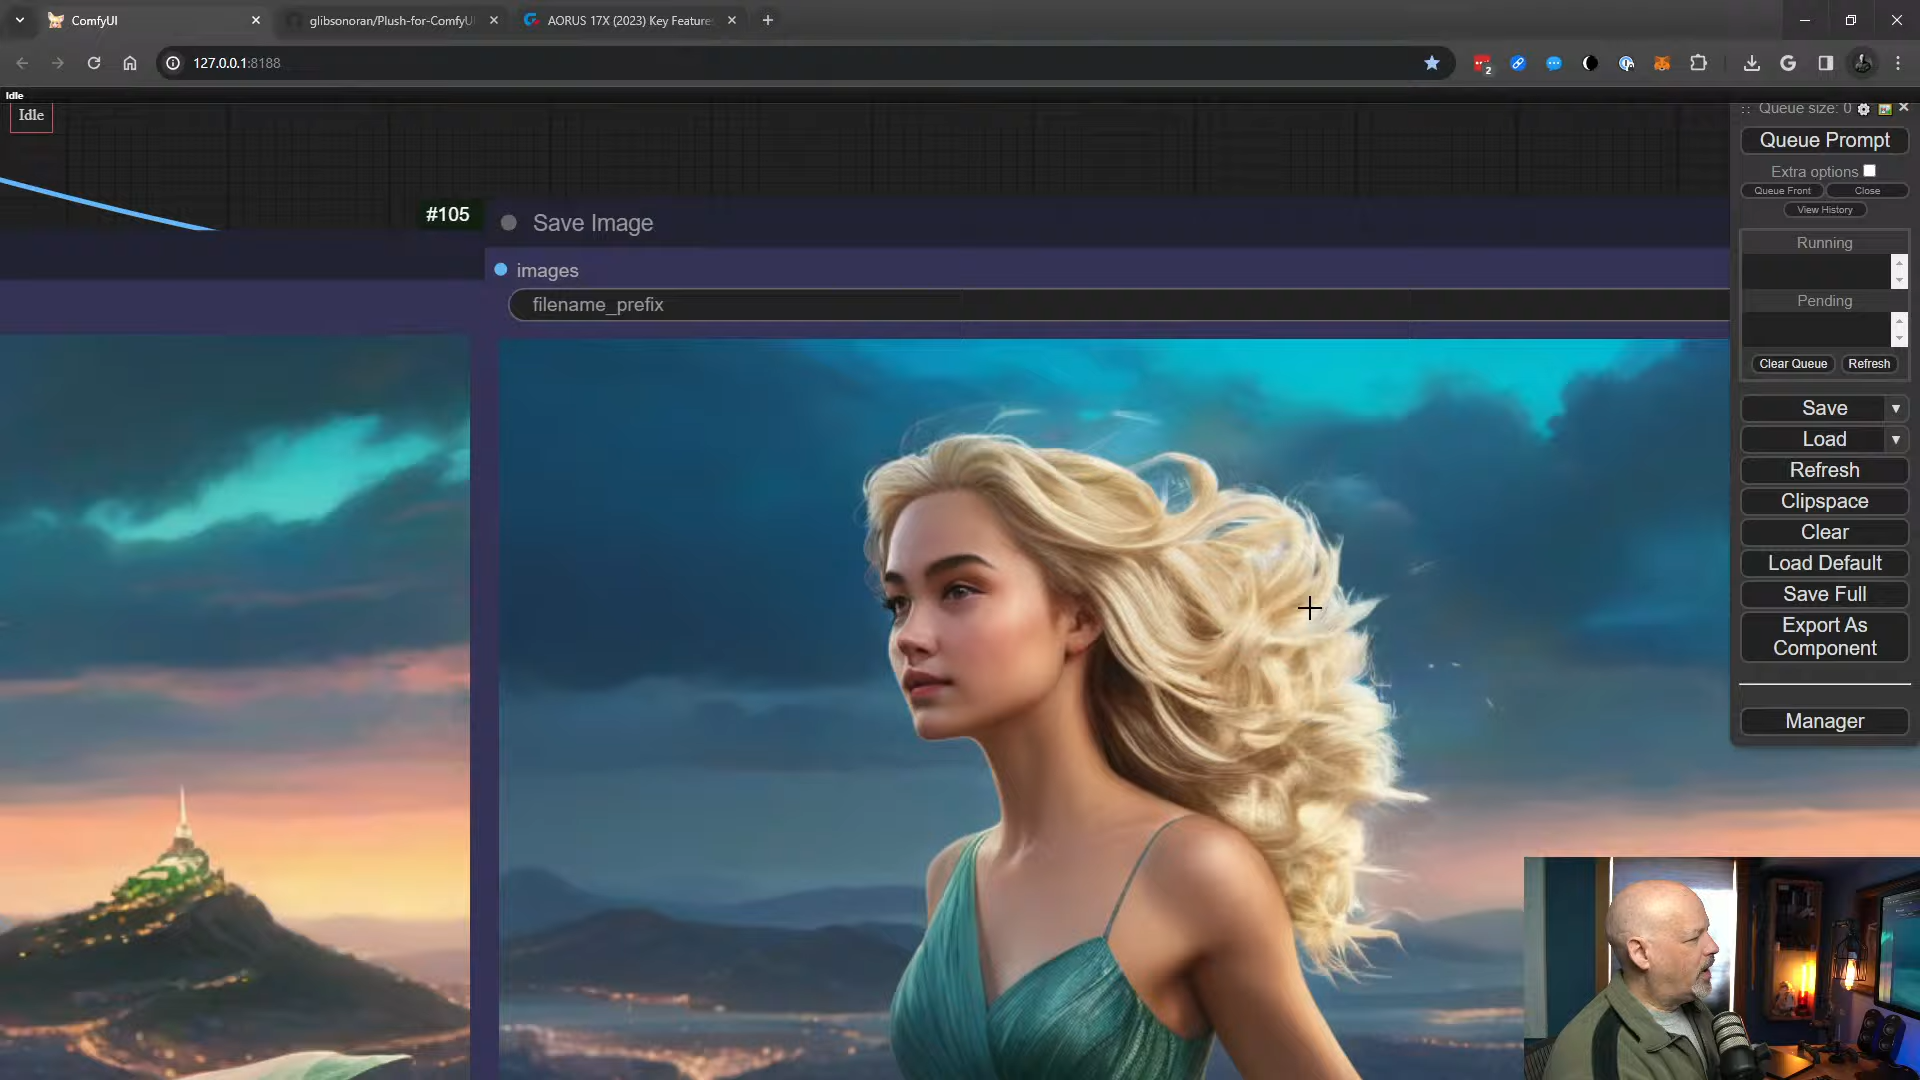 ComfyUI
glibsonoran/Plush-for-ComfyUI
AORUS 17X (2023) Key Feature
127.0.0.1:8188
2
Idle
Idle
Queue size: 0
Queue Prompt
Extra options
Queue Front
Close
View History
Running
Pending
Clear Queue
Refresh
Save
Load
Refresh
Clipspace
Clear
Load Default
Save Full
Export As
Component
Manager
#105
Save Image
images
filename_prefix